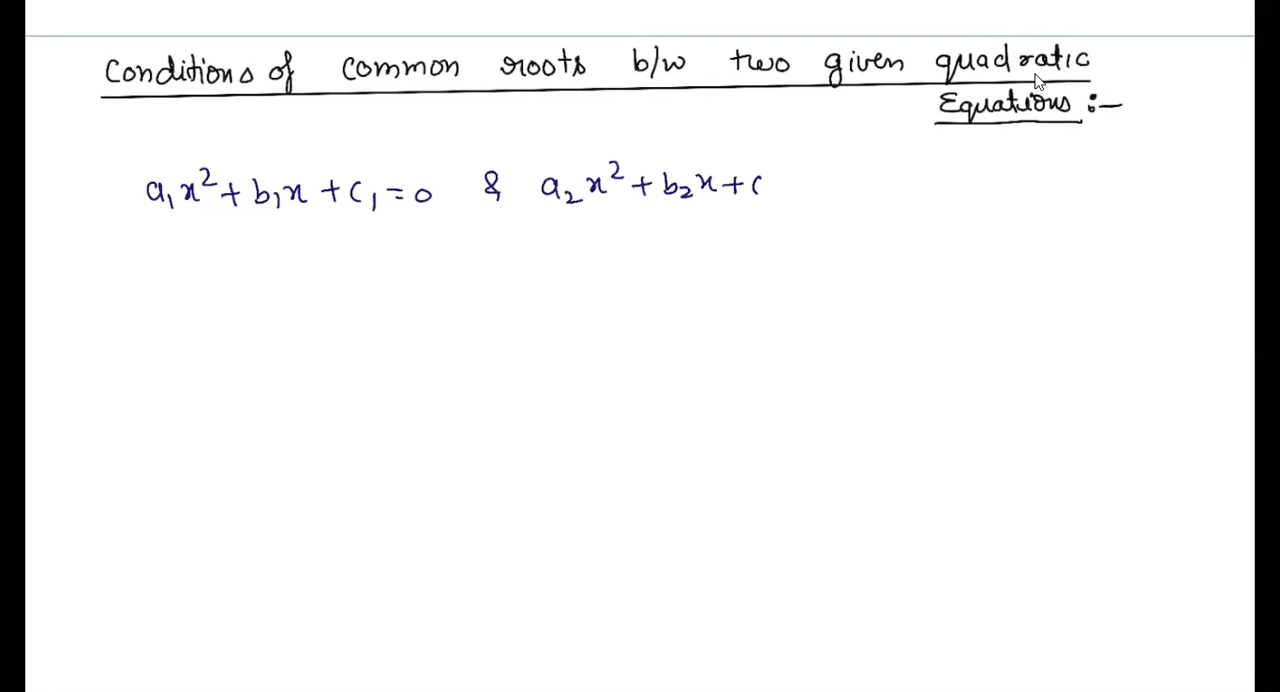 Conditions of common roots b/w two given quadratic
Equations :-
a₁x² + b₁x + c₁ = 0 & a₂x² + b₂x + c